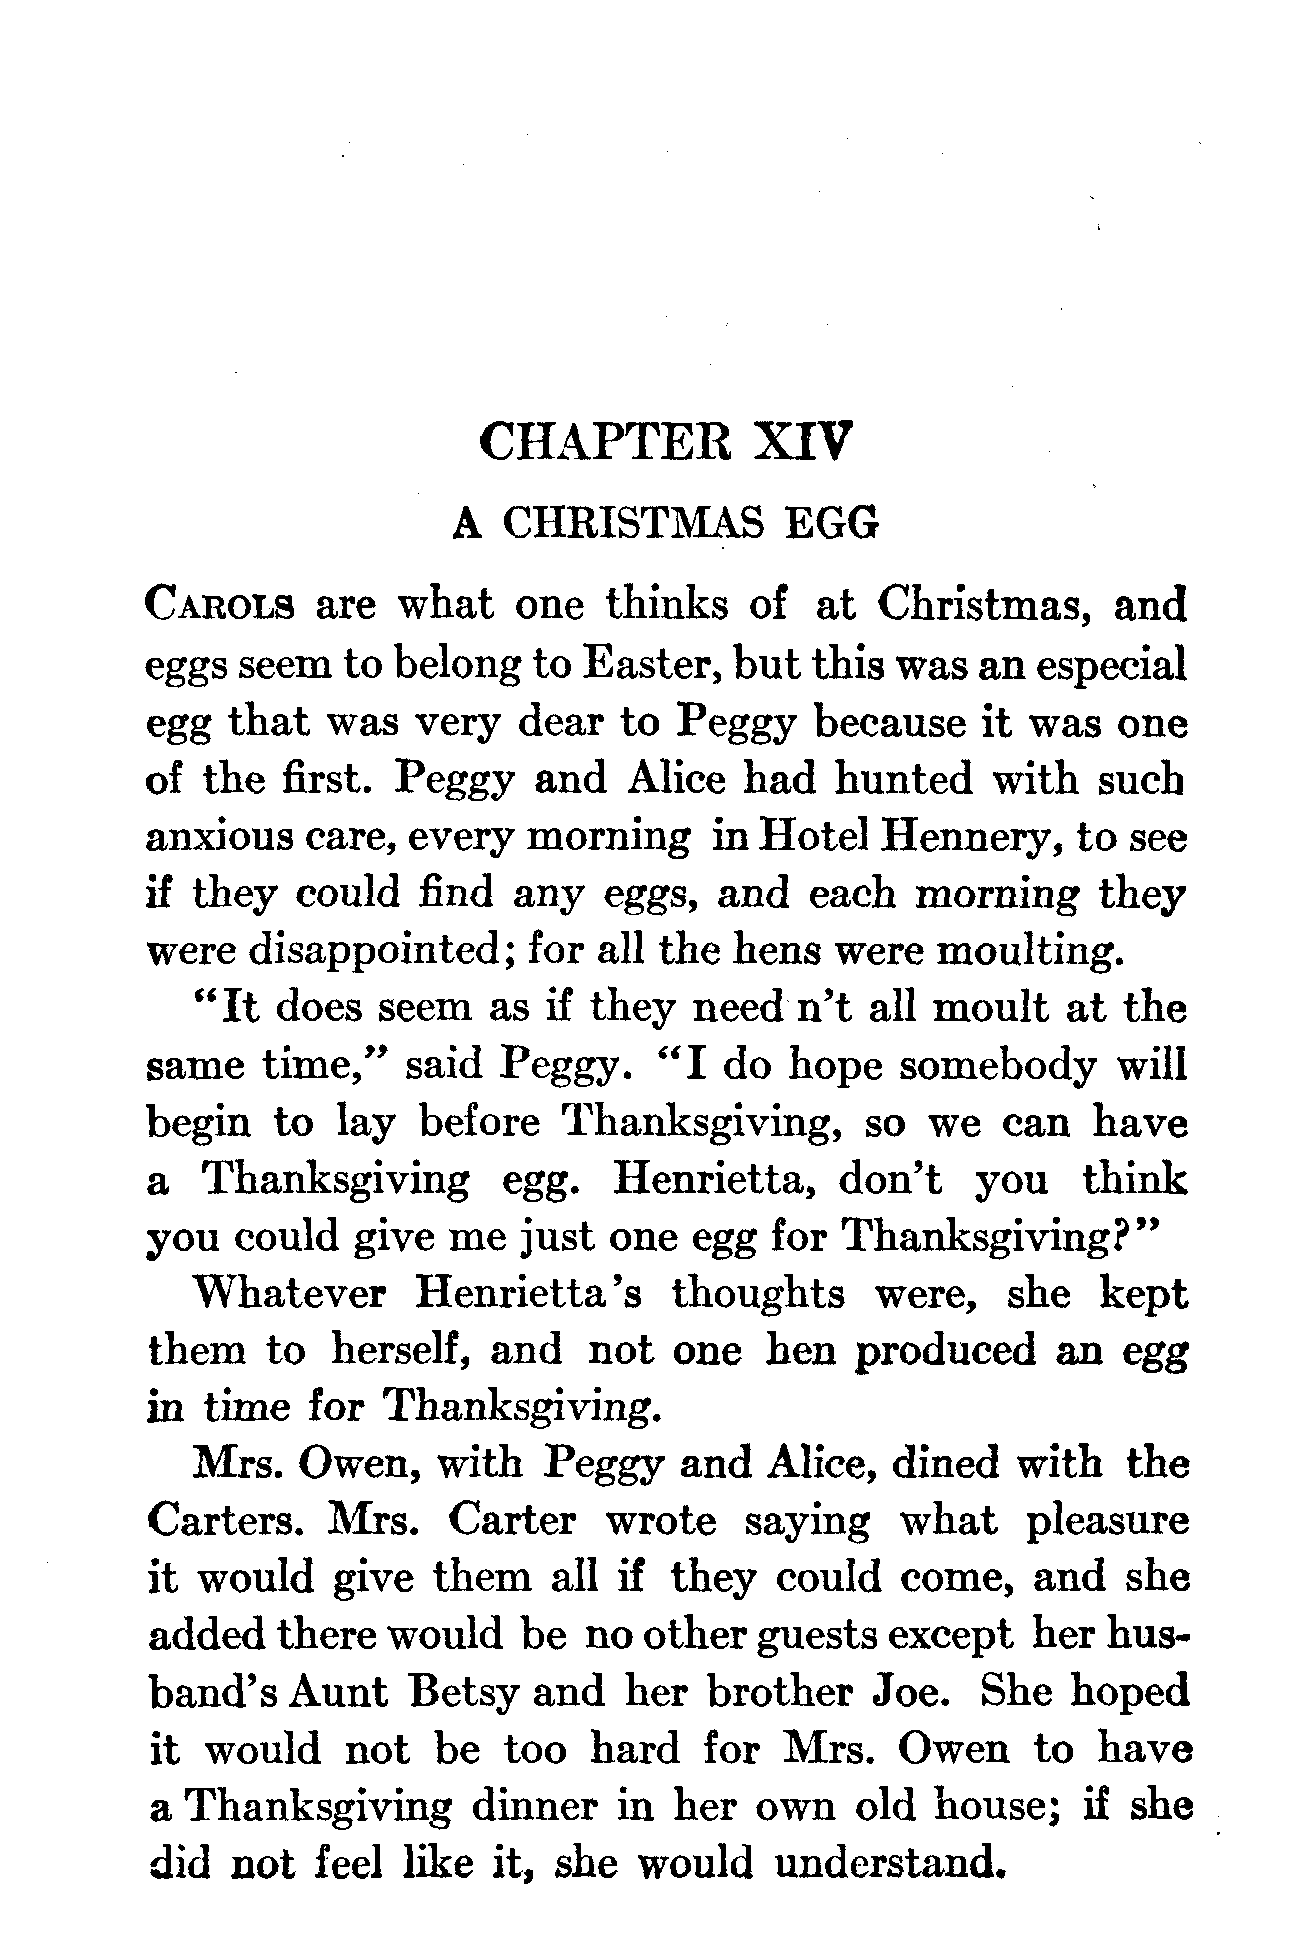 CHAPTER XIV
A CHRISTMAS EGG
CAROLS are what one thinks of at Christmas, and
eggs seem to belong to Easter, but this was an especial
egg that was very dear to Peggy because it was one
of the first. Peggy and Alice had hunted with such
anxious care, every morning in Hotel Hennery, to see
if they could find any eggs, and each morning they
were disappointed; for all the hens were moulting.
“It does seem as if they need n’t all moult at the
same time,” said Peggy. “I do hope somebody will
begin to lay before Thanksgiving, so we can have
a Thanksgiving egg. Henrietta, don’t you think
you could give me just one egg for Thanksgiving?”
Whatever Henrietta’s thoughts were, she kept
them to herself, and not one hen produced an egg
in time for Thanksgiving.
Mrs. Owen, with Peggy and Alice, dined with the
Carters. Mrs. Carter wrote saying what pleasure
it would give them all if they could come, and she
added there would be no other guests except her hus-
band’s Aunt Betsy and her brother Joe. She hoped
it would not be too hard for Mrs. Owen to have
a Thanksgiving dinner in her own old house; if she
did not feel like it, she would understand.